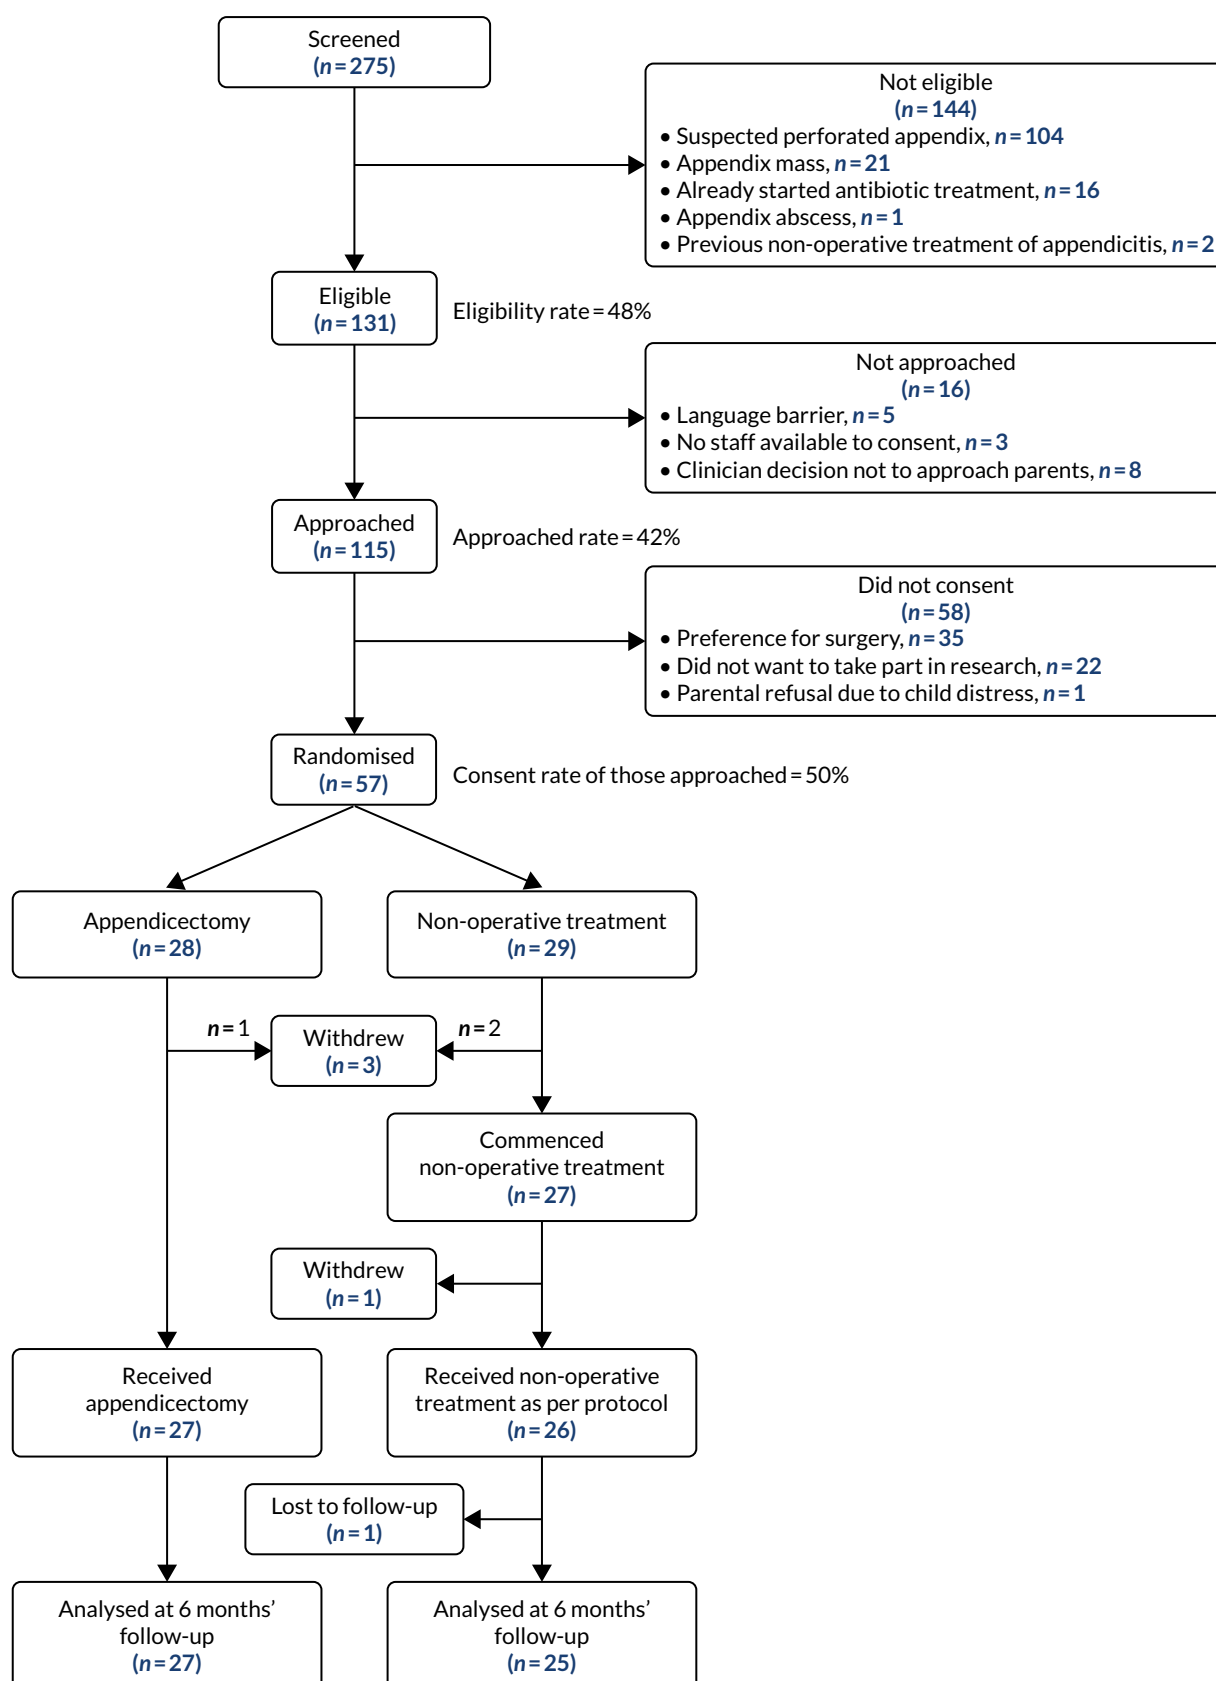 Screened
(n=275)
Not eligible
(n=144)
• Suspected perforated appendix, n=104
• Appendix mass, n=21
• Already started antibiotic treatment, n=16
• Appendix abscess, n=1
• Previous non-operative treatment of appendicitis, n=2
Eligible
(n=131)
Eligibility rate=48%
Not approached
(n=16)
• Language barrier, n=5
• No staff available to consent, n=3
• Clinician decision not to approach parents, n=8
Approached
(n=115)
Approached rate=42%
Did not consent
(n=58)
• Preference for surgery, n=35
• Did not want to take part in research, n=22
• Parental refusal due to child distress, n=1
Randomised
(n=57)
Consent rate of those approached=50%
Appendicectomy
(n=28)
Non-operative treatment
(n=29)
n=1
Withdrew
(n=3)
n=2
Commenced
non-operative treatment
(n=27)
Withdrew
(n=1)
Received
appendicectomy
(n=27)
Received non-operative
treatment as per protocol
(n=26)
Lost to follow-up
(n=1)
Analysed at 6 months’
follow-up
(n=27)
Analysed at 6 months’
follow-up
(n=25)